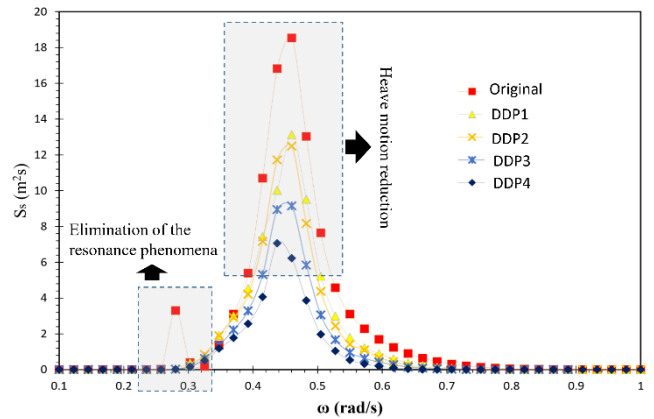 20
18
16
14
12
10
8
6
4
2
0
Ss (m²s)
0.1 0.2 0.3 0.4 0.5 0.6 0.7 0.8 0.9 1
ω (rad/s)
Original
DDP1
DDP2
DDP3
DDP4
Heave motion reduction
Elimination of the
resonance phenomena